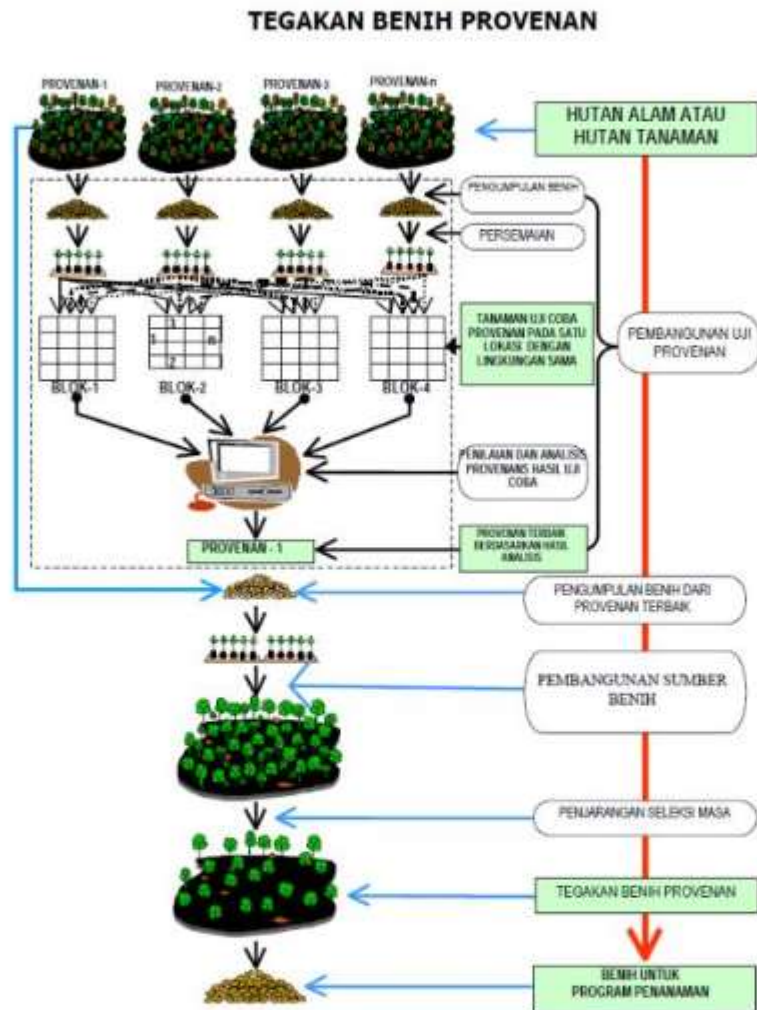 TEGAKAN BENIH PROVENAN
PROVENAN-1
PROVENAN-2
PROVENAN-3
PROVENAN-n
HUTAN ALAM ATAU
HUTAN TANAMAN
PENGUMPULAN BENIH
PERSEMAIAN
TANAMAN UJI COBA
PROVENAN PADA SATU
LOKASI DENGAN
LINGKUNGAN SAMA
PEMBANGUNAN UJI
PROVENAN
1
1
n
2
BLOK-1
BLOK-2
BLOK-3
BLOK-4
PENILAIAN DAN ANALISIS
PROVENANS HASIL UJI
COBA
PROVENAN - 1
PROVENAN TERBAIK
BERDASARKAN HASIL
ANALISIS
PENGUMPULAN BENIH DARI
PROVENAN TERBAIK
PEMBANGUNAN SUMBER
BENIH
PENJARANGAN SELEKSI MASA
TEGAKAN BENIH PROVENAN
BENIH UNTUK
PROGRAM PENANAMAN